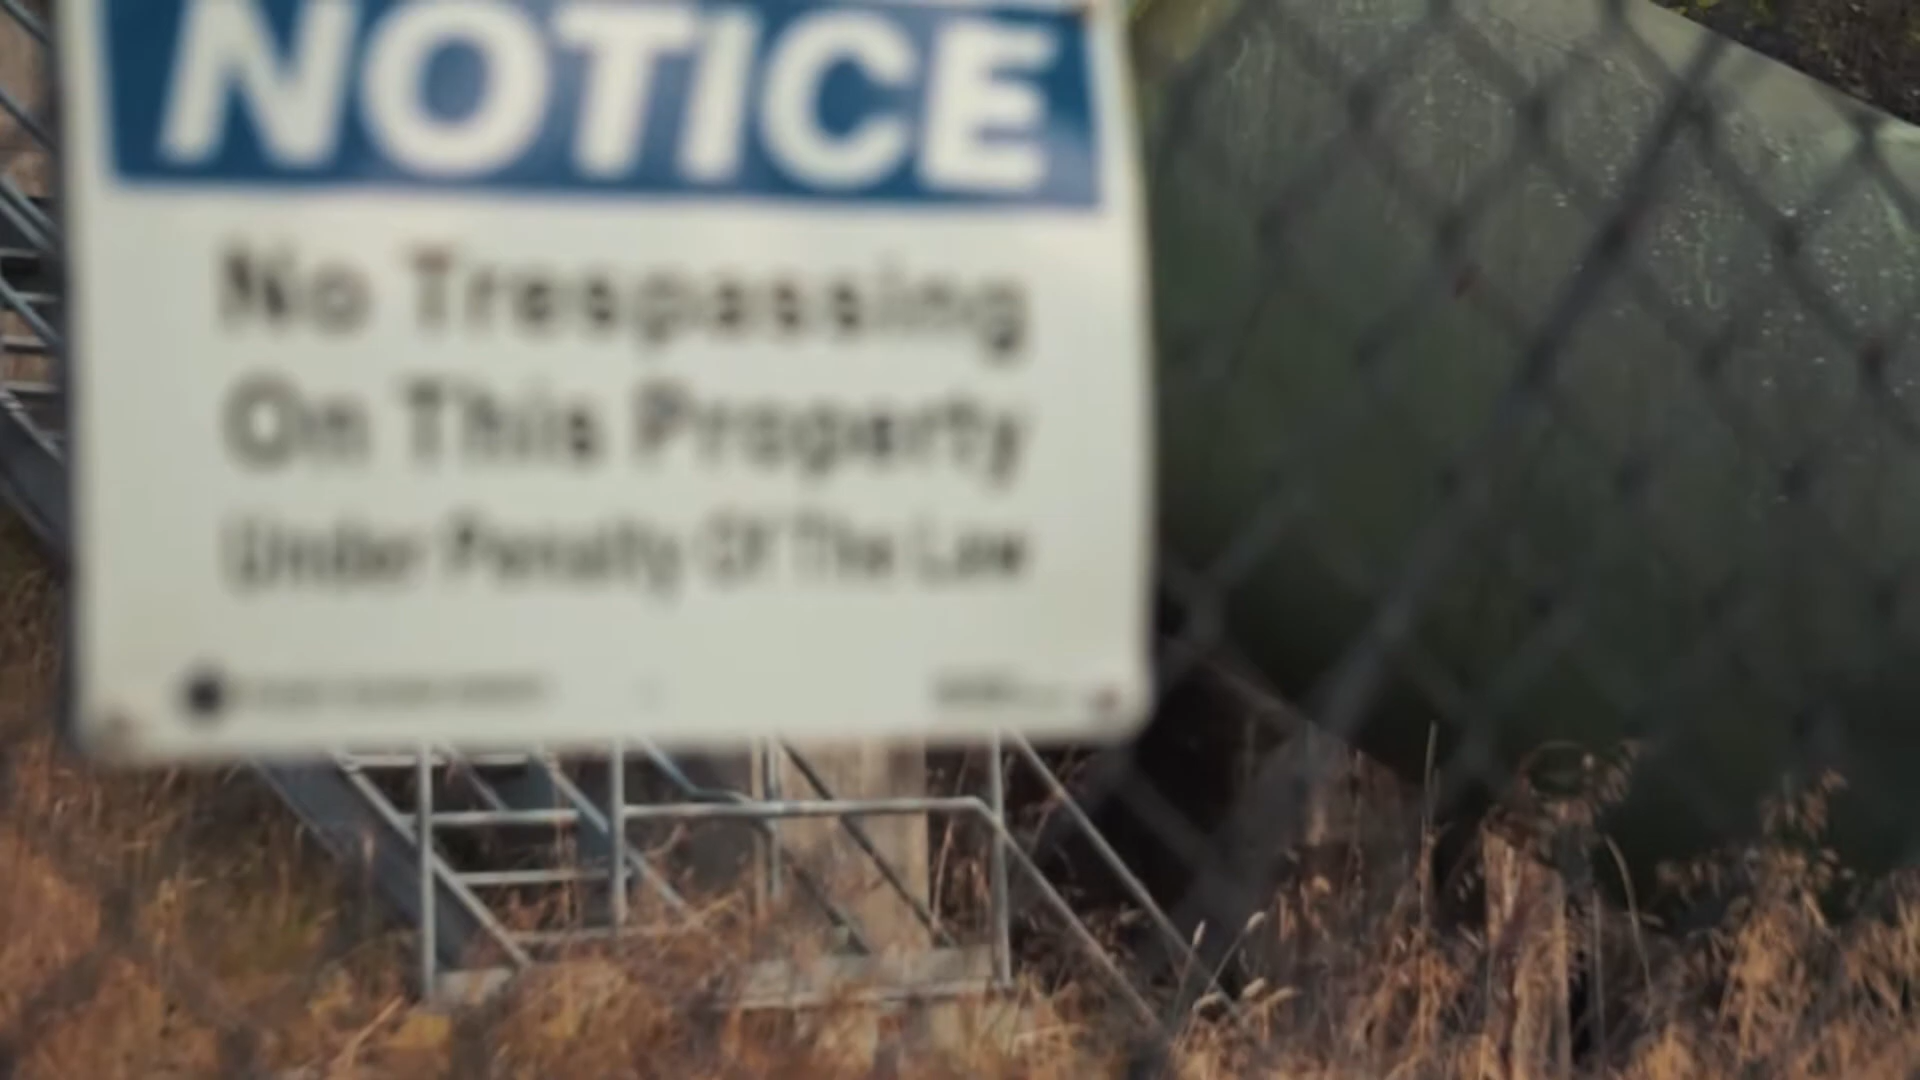 NOTICE
No Trespassing
On This Property
Under Penalty Of The Law